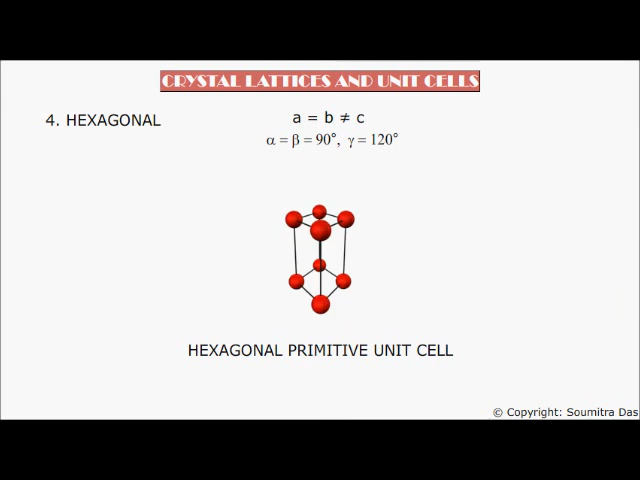 CRYSTAL LATTICES AND UNIT CELLS
4. HEXAGONAL
a = b ≠ c
α = β = 90°, γ = 120°
HEXAGONAL PRIMITIVE UNIT CELL
© Copyright: Soumitra Das